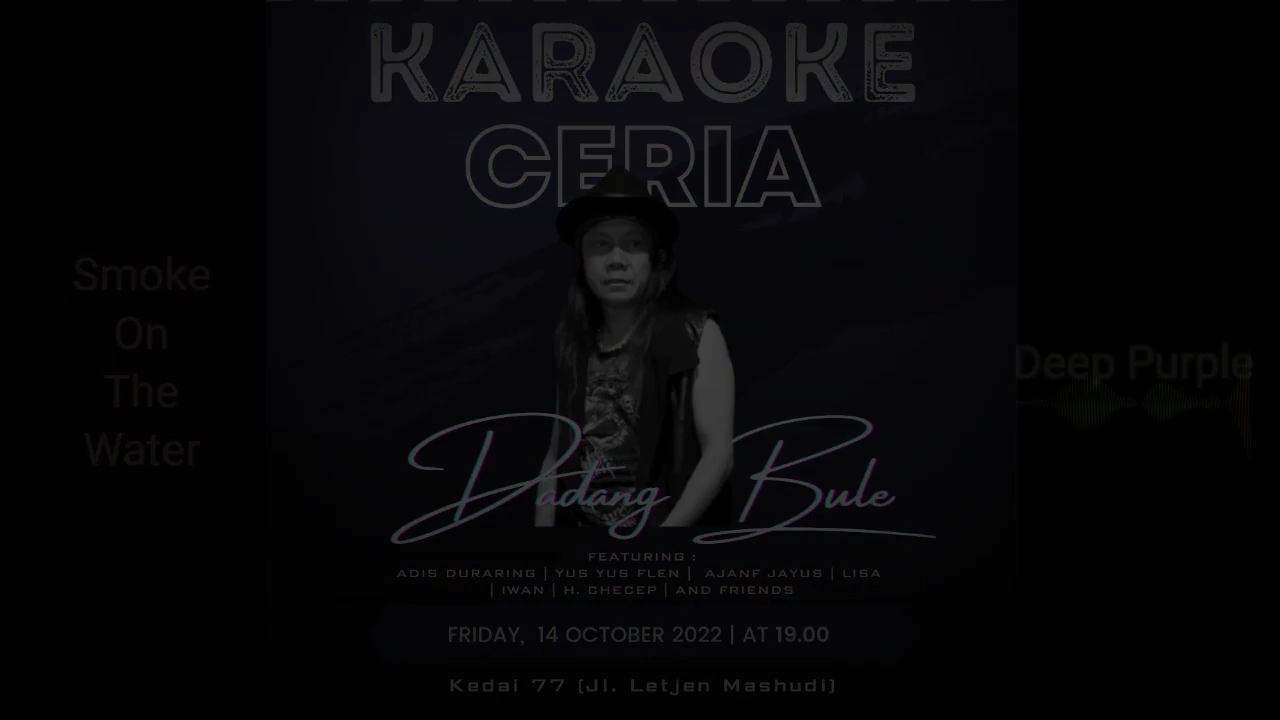 KARAOKE
CERIA
Smoke
On
The
Water
Deep Purple
Dadang Bule
FEATURING :
ADIS DURARING | YUS YUS FLEN | AJANF JAYUS | LISA
| IWAN | H. CHECEP | AND FRIENDS
FRIDAY, 14 OCTOBER 2022 | AT 19.00
Kedai 77 (Jl. Letjen Mashudi)